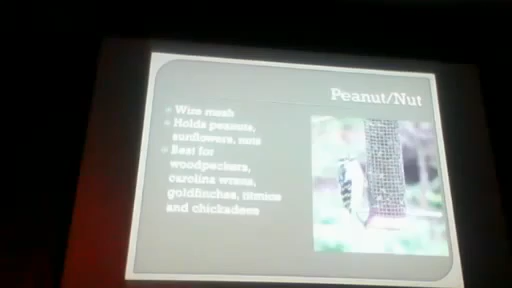 Peanut/Nut
Wire mesh
Holds peanuts,
sunflowers, nuts
Best for
woodpeckers,
carolina wrens,
goldfinches, titmice
and chickadees